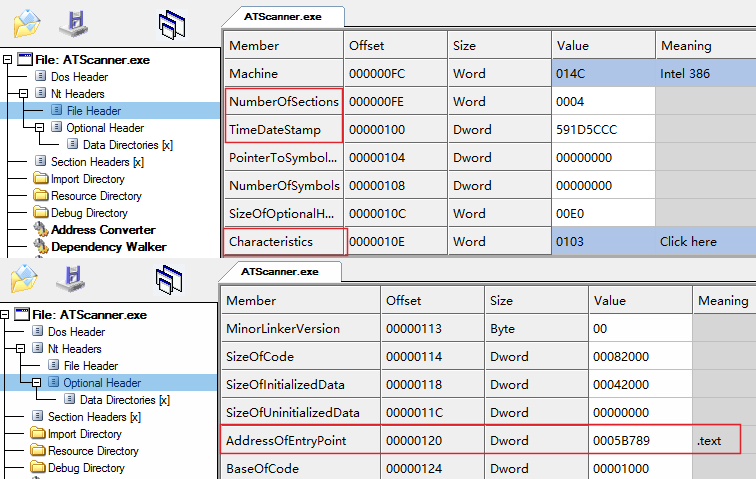 ATScanner.exe
File: ATScanner.exe
Dos Header
Nt Headers
File Header
Optional Header
Data Directories [x]
Section Headers [x]
Import Directory
Resource Directory
Debug Directory
Address Converter
Dependency Walker
Member Offset Size Value Meaning
Machine 000000FC Word 014C Intel 386
NumberOfSections 000000FE Word 0004
TimeDateStamp 00000100 Dword 591D5CCC
PointerToSymbol... 00000104 Dword 00000000
NumberOfSymbols 00000108 Dword 00000000
SizeOfOptionalH... 0000010C Word 00E0
Characteristics 0000010E Word 0103 Click here
ATScanner.exe
File: ATScanner.exe
Dos Header
Nt Headers
File Header
Optional Header
Data Directories [x]
Section Headers [x]
Import Directory
Resource Directory
Debug Directory
Member Offset Size Value Meaning
MinorLinkerVersion 00000113 Byte 00
SizeOfCode 00000114 Dword 00082000
SizeOfInitializedData 00000118 Dword 00042000
SizeOfUninitializedData 0000011C Dword 00000000
AddressOfEntryPoint 00000120 Dword 0005B789 .text
BaseOfCode 00000124 Dword 00001000